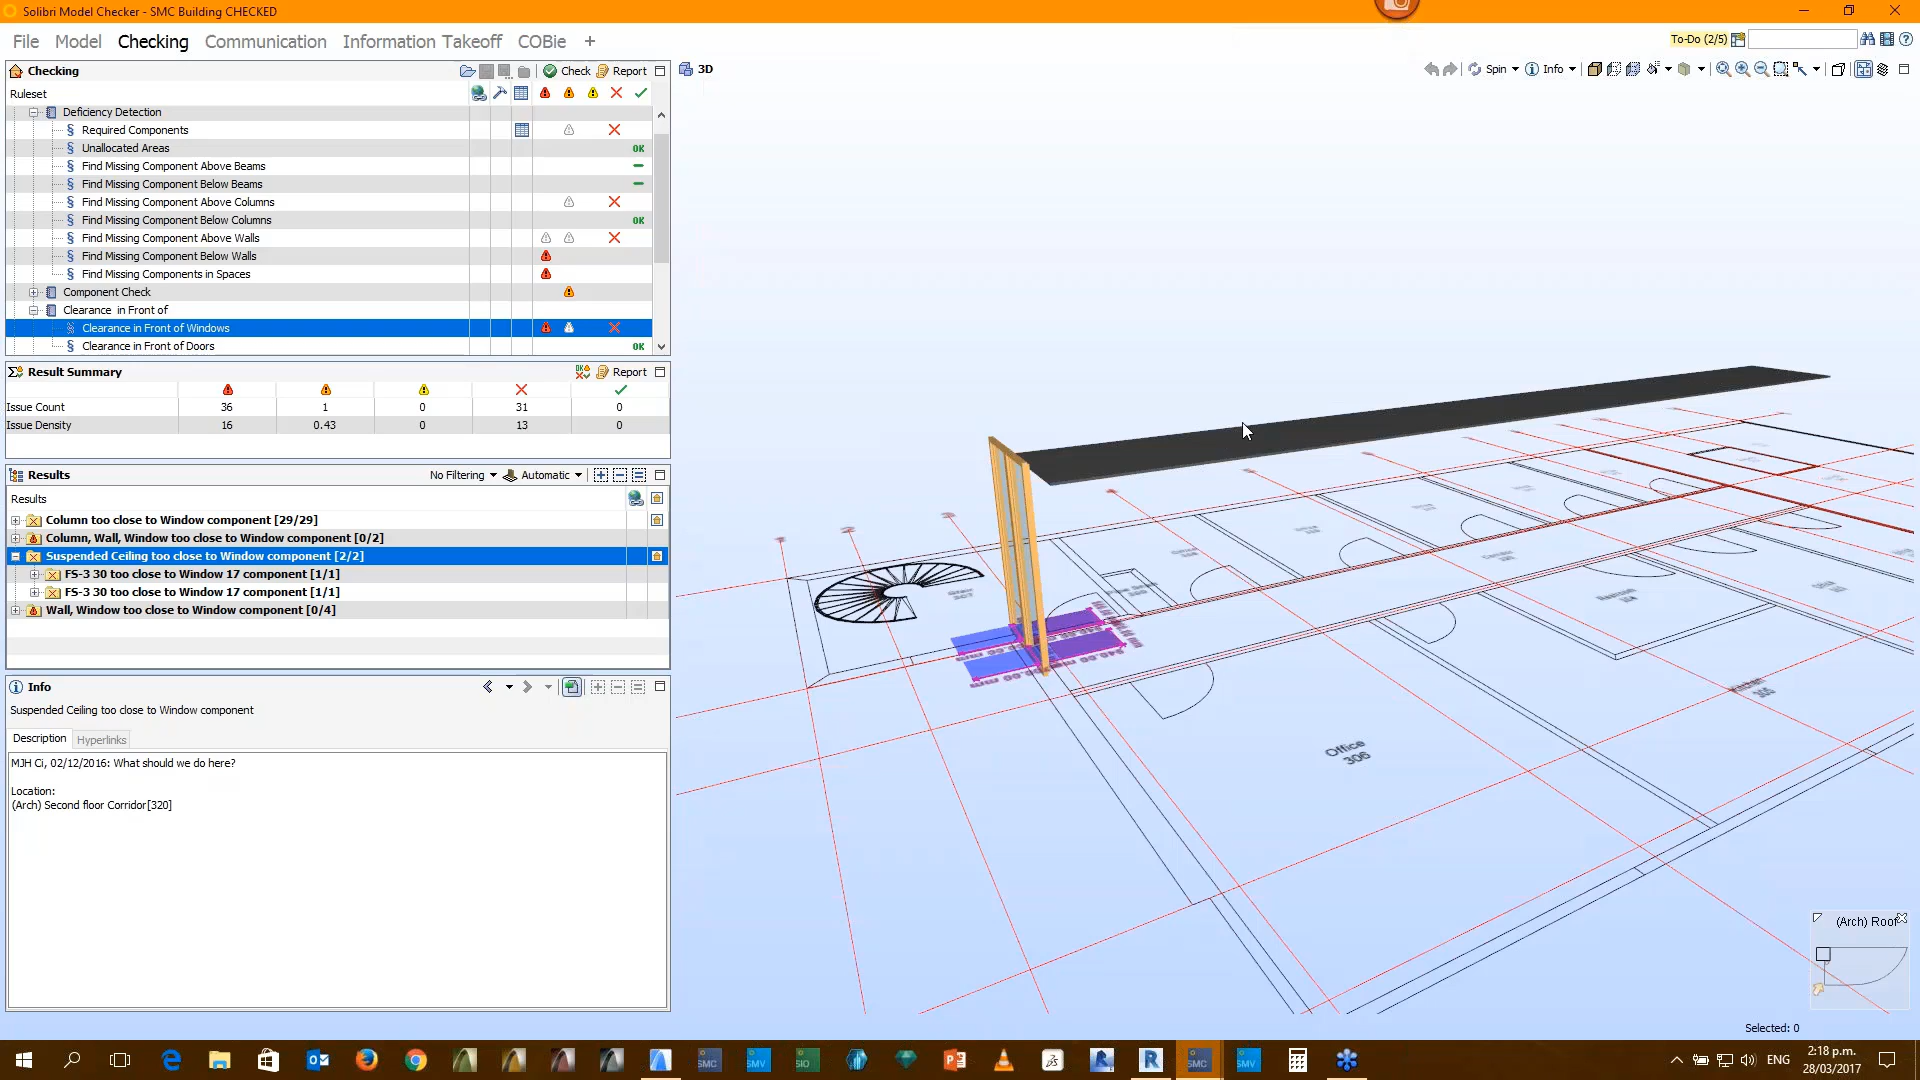 Solibri Model Checker - SMC Building CHECKED
File Model Checking Communication Information Takeoff COBie +
To-Do (2/5)
Checking
Check Report
3D
Spin Info
Ruleset
Deficiency Detection
Required Components
Unallocated Areas OK
Find Missing Component Above Beams
Find Missing Component Below Beams
Find Missing Component Above Columns
Find Missing Component Below Columns OK
Find Missing Component Above Walls
Find Missing Component Below Walls
Find Missing Components in Spaces
Component Check
Clearance in Front of
Clearance in Front of Windows
Clearance in Front of Doors OK
Result Summary
Report
Issue Count 36 1 0 31 0
Issue Density 16 0.43 0 13 0
Results
No Filtering Automatic
Results
Column too close to Window component [29/29]
Column, Wall, Window too close to Window component [0/2]
Suspended Ceiling too close to Window component [2/2]
FS-3 30 too close to Window 17 component [1/1]
FS-3 30 too close to Window 17 component [1/1]
Wall, Window too close to Window component [0/4]
Info
Suspended Ceiling too close to Window component
Description Hyperlinks
MJH Ci, 02/12/2016: What should we do here?
Location:
(Arch) Second floor Corridor[320]
Office
306
(Arch) Roof
Selected: 0
SMC SMV SIO SMC SMV
ENG
2:18 p.m.
28/03/2017